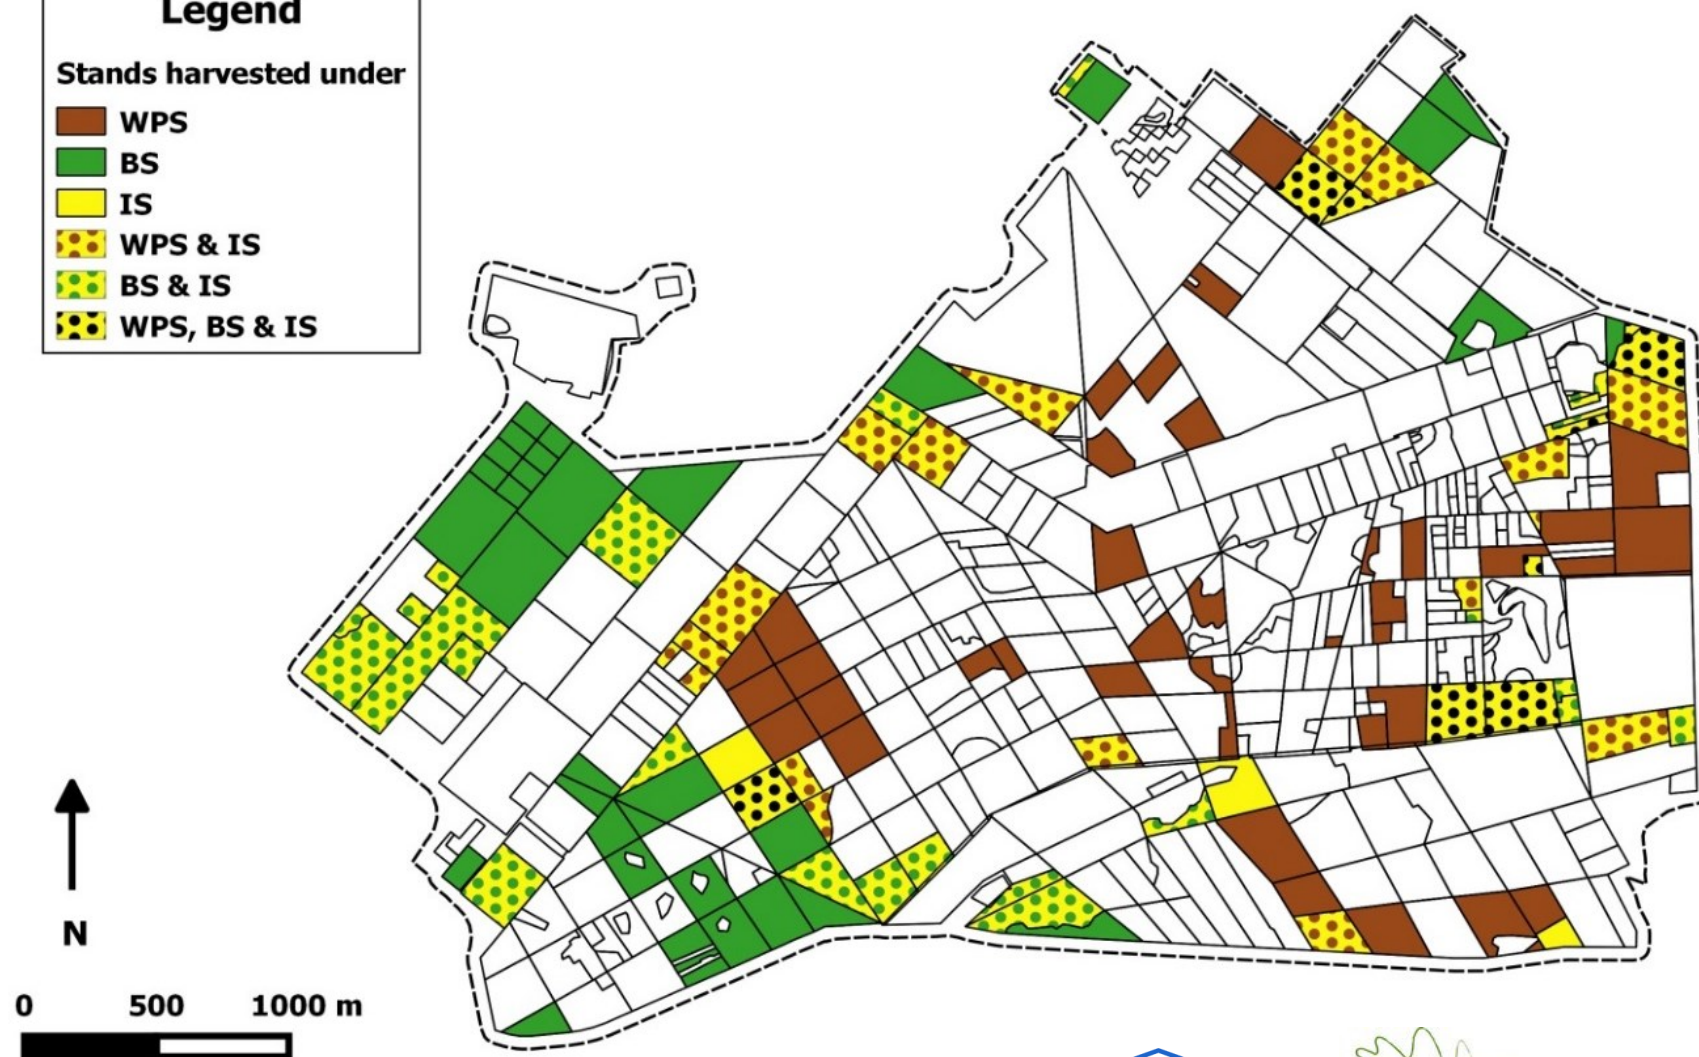 Legend
Stands harvested under
WPS
BS
IS
WPS & IS
BS & IS
WPS, BS & IS
N
0 500 1000 m